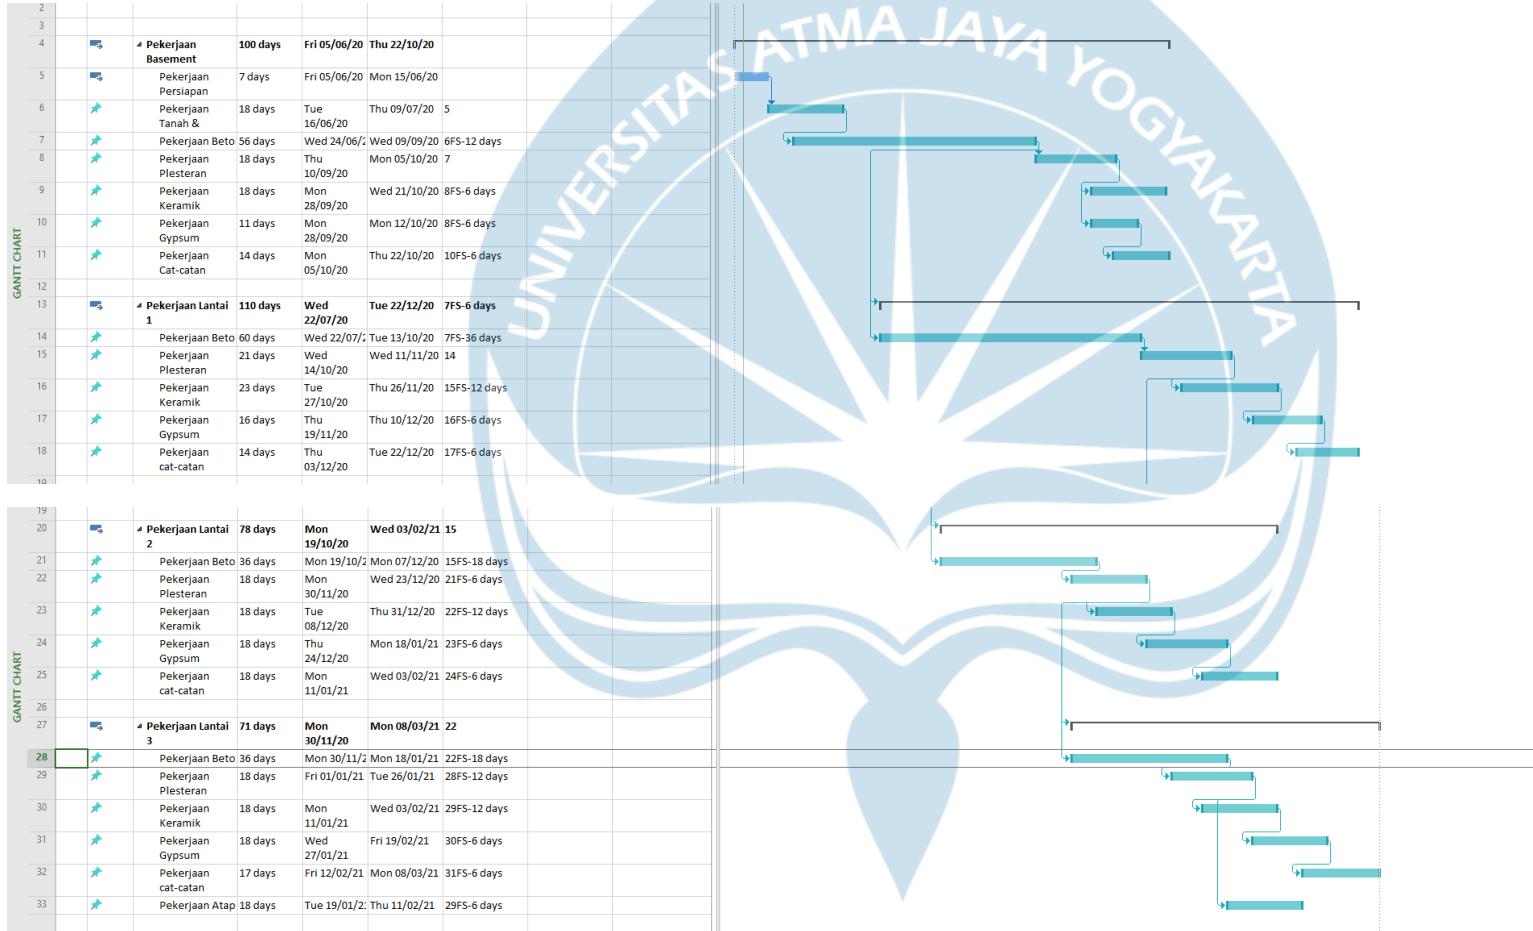 2
3
4 Pekerjaan Basement 100 days Fri 05/06/20 Thu 22/10/20
5 Pekerjaan Persiapan 7 days Fri 05/06/20 Mon 15/06/20
6 Pekerjaan Tanah & 18 days Tue 16/06/20 Thu 09/07/20 5
7 Pekerjaan Beto 56 days Wed 24/06/2 Wed 09/09/20 6FS-12 days
8 Pekerjaan Plesteran 18 days Thu 10/09/20 Mon 05/10/20 7
9 Pekerjaan Keramik 18 days Mon 28/09/20 Wed 21/10/20 8FS-6 days
10 Pekerjaan Gypsum 11 days Mon 28/09/20 Mon 12/10/20 8FS-6 days
11 Pekerjaan Cat-catan 14 days Mon 05/10/20 Thu 22/10/20 10FS-6 days
12
13 Pekerjaan Lantai 1 110 days Wed 22/07/20 Tue 22/12/20 7FS-6 days
14 Pekerjaan Beto 60 days Wed 22/07/2 Tue 13/10/20 7FS-36 days
15 Pekerjaan Plesteran 21 days Wed 14/10/20 Wed 11/11/20 14
16 Pekerjaan Keramik 23 days Tue 27/10/20 Thu 26/11/20 15FS-12 days
17 Pekerjaan Gypsum 16 days Thu 19/11/20 Thu 10/12/20 16FS-6 days
18 Pekerjaan cat-catan 14 days Thu 03/12/20 Tue 22/12/20 17FS-6 days
19
GANTT CHART
UNIVERSITAS ATMA JAYA YOGYAKARTA
19
20 Pekerjaan Lantai 2 78 days Mon 19/10/20 Wed 03/02/21 15
21 Pekerjaan Beto 36 days Mon 19/10/2 Mon 07/12/20 15FS-18 days
22 Pekerjaan Plesteran 18 days Mon 30/11/20 Wed 23/12/20 21FS-6 days
23 Pekerjaan Keramik 18 days Tue 08/12/20 Thu 31/12/20 22FS-12 days
24 Pekerjaan Gypsum 18 days Thu 24/12/20 Mon 18/01/21 23FS-6 days
25 Pekerjaan cat-catan 18 days Mon 11/01/21 Wed 03/02/21 24FS-6 days
26
27 Pekerjaan Lantai 3 71 days Mon 30/11/20 Mon 08/03/21 22
28 Pekerjaan Beto 36 days Mon 30/11/2 Mon 18/01/21 22FS-18 days
29 Pekerjaan Plesteran 18 days Fri 01/01/21 Tue 26/01/21 28FS-12 days
30 Pekerjaan Keramik 18 days Mon 11/01/21 Wed 03/02/21 29FS-12 days
31 Pekerjaan Gypsum 18 days Wed 27/01/21 Fri 19/02/21 30FS-6 days
32 Pekerjaan cat-catan 17 days Fri 12/02/21 Mon 08/03/21 31FS-6 days
33 Pekerjaan Atap 18 days Tue 19/01/21 Thu 11/02/21 29FS-6 days
GANTT CHART